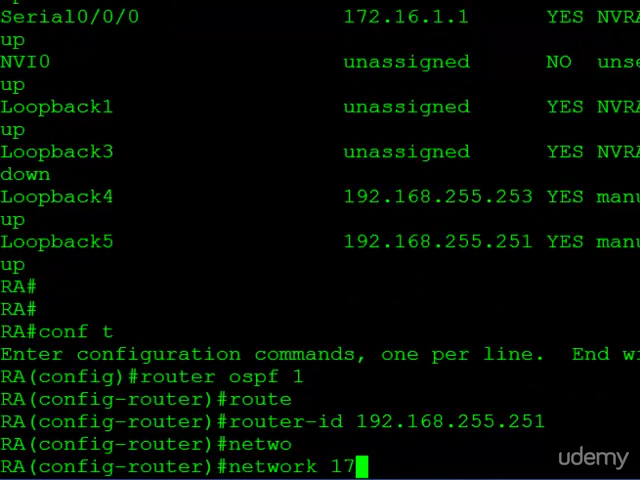 Serial0/0/0 172.16.1.1 YES NVRA
up
NVI0 unassigned NO unse
up
Loopback1 unassigned YES NVRA
up
Loopback3 unassigned YES NVRA
down
Loopback4 192.168.255.253 YES manu
up
Loopback5 192.168.255.251 YES manu
up
RA#
RA#
RA#conf t
Enter configuration commands, one per line. End wi
RA(config)#router ospf 1
RA(config-router)#route
RA(config-router)#router-id 192.168.255.251
RA(config-router)#netwo
RA(config-router)#network 17
udemy